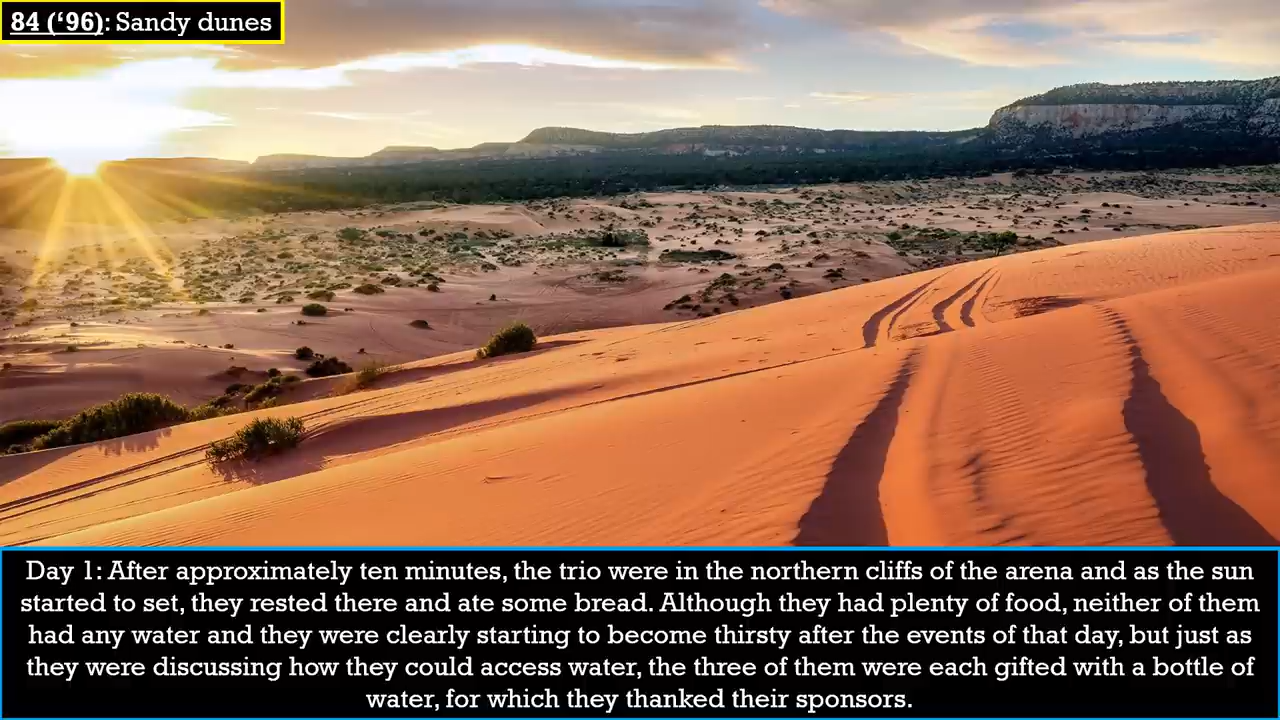 84 (‘96): Sandy dunes
Day 1: After approximately ten minutes, the trio were in the northern cliffs of the arena and as the sun
started to set, they rested there and ate some bread. Although they had plenty of food, neither of them
had any water and they were clearly starting to become thirsty after the events of that day, but just as
they were discussing how they could access water, the three of them were each gifted with a bottle of
water, for which they thanked their sponsors.